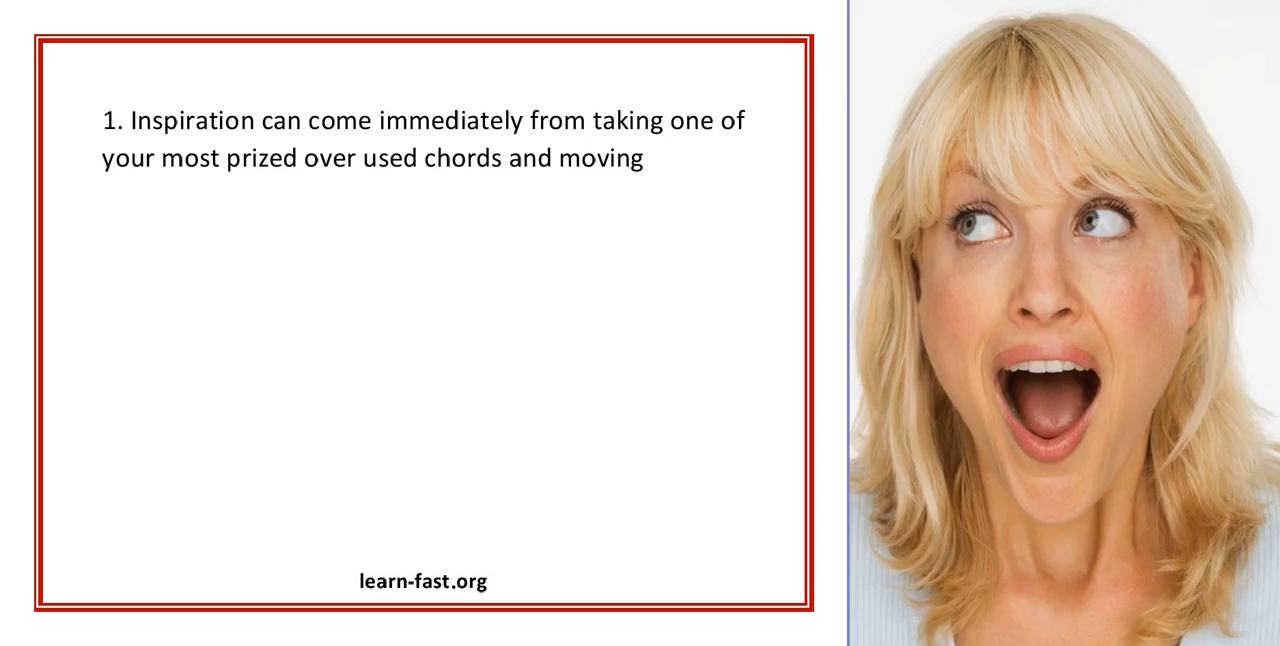 1. Inspiration can come immediately from taking one of
your most prized over used chords and moving
learn-fast.org